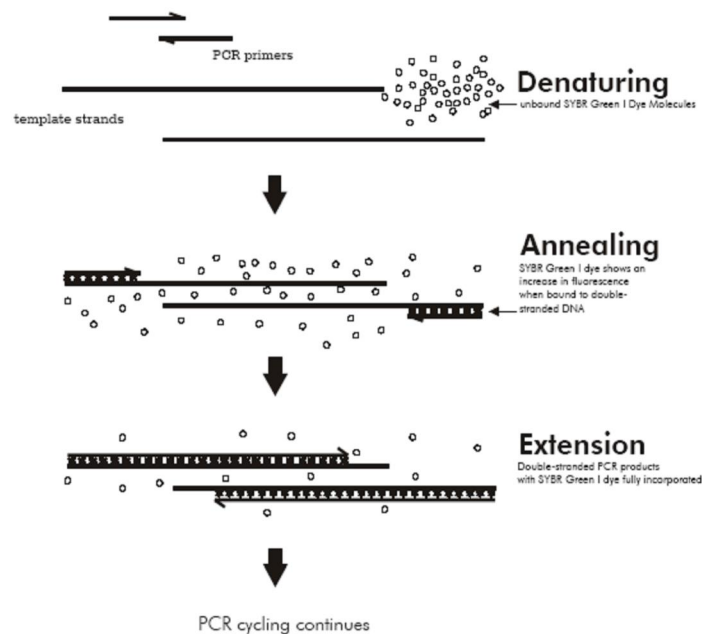 PCR primers
Denaturing
unbound SYBR Green I Dye Molecules
template strands
Annealing
SYBR Green I dye shows an
increase in fluorescence
when bound to double-
stranded DNA
Extension
Double-stranded PCR products
with SYBR Green I dye fully incorporated
PCR cycling continues